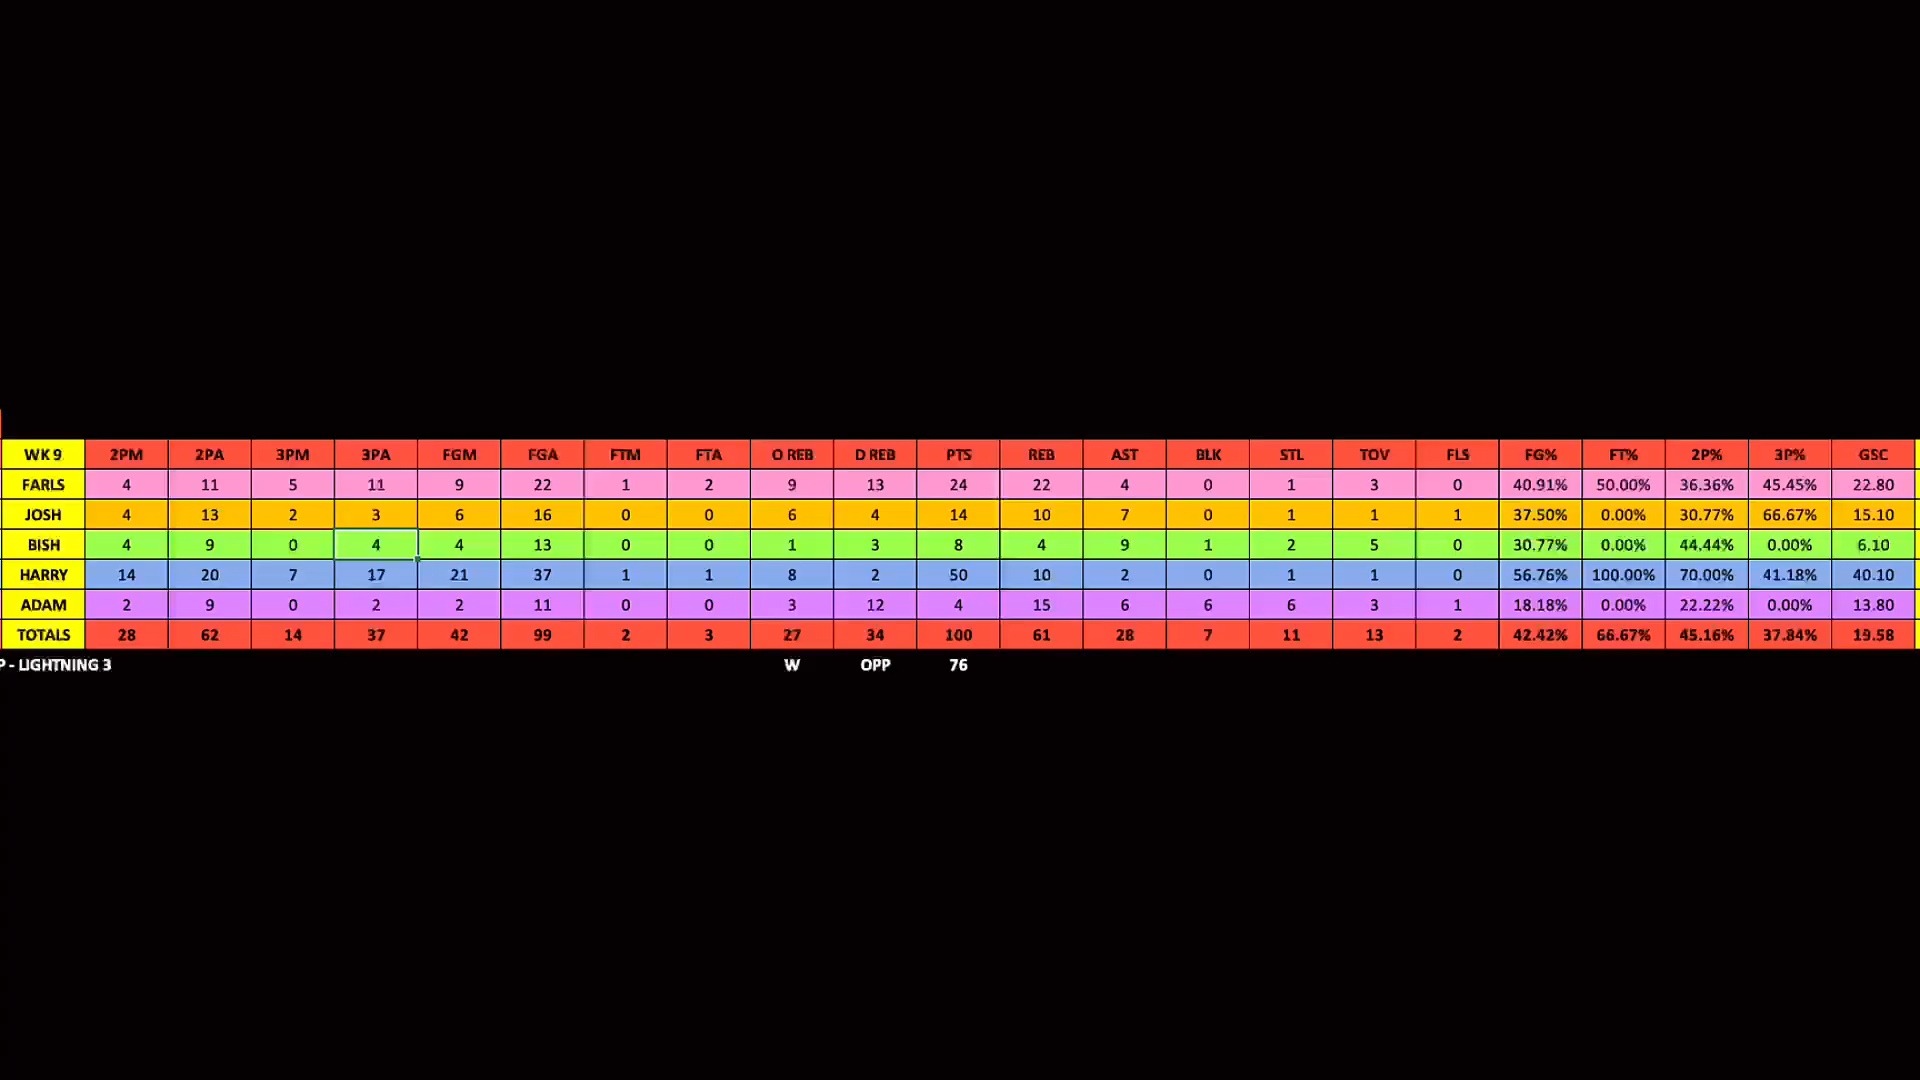 WK 9 2PM 2PA 3PM 3PA FGM FGA FTM FTA O REB D REB PTS REB AST BLK STL TOV FLS FG% FT% 2P% 3P% GSC
FARLS 4 11 5 11 9 22 1 2 9 13 24 22 4 0 1 3 0 40.91% 50.00% 36.36% 45.45% 22.80
JOSH 4 13 2 3 6 16 0 0 6 4 14 10 7 0 1 1 1 37.50% 0.00% 30.77% 66.67% 15.10
BISH 4 9 0 4 4 13 0 0 1 3 8 4 9 1 2 5 0 30.77% 0.00% 44.44% 0.00% 6.10
HARRY 14 20 7 17 21 37 1 1 8 2 50 10 2 0 1 1 0 56.76% 100.00% 70.00% 41.18% 40.10
ADAM 2 9 0 2 2 11 0 0 3 12 4 15 6 6 6 3 1 18.18% 0.00% 22.22% 0.00% 13.80
TOTALS 28 62 14 37 42 99 2 3 27 34 100 61 28 7 11 13 2 42.42% 66.67% 45.16% 37.84% 19.58
P - LIGHTNING 3 W OPP 76